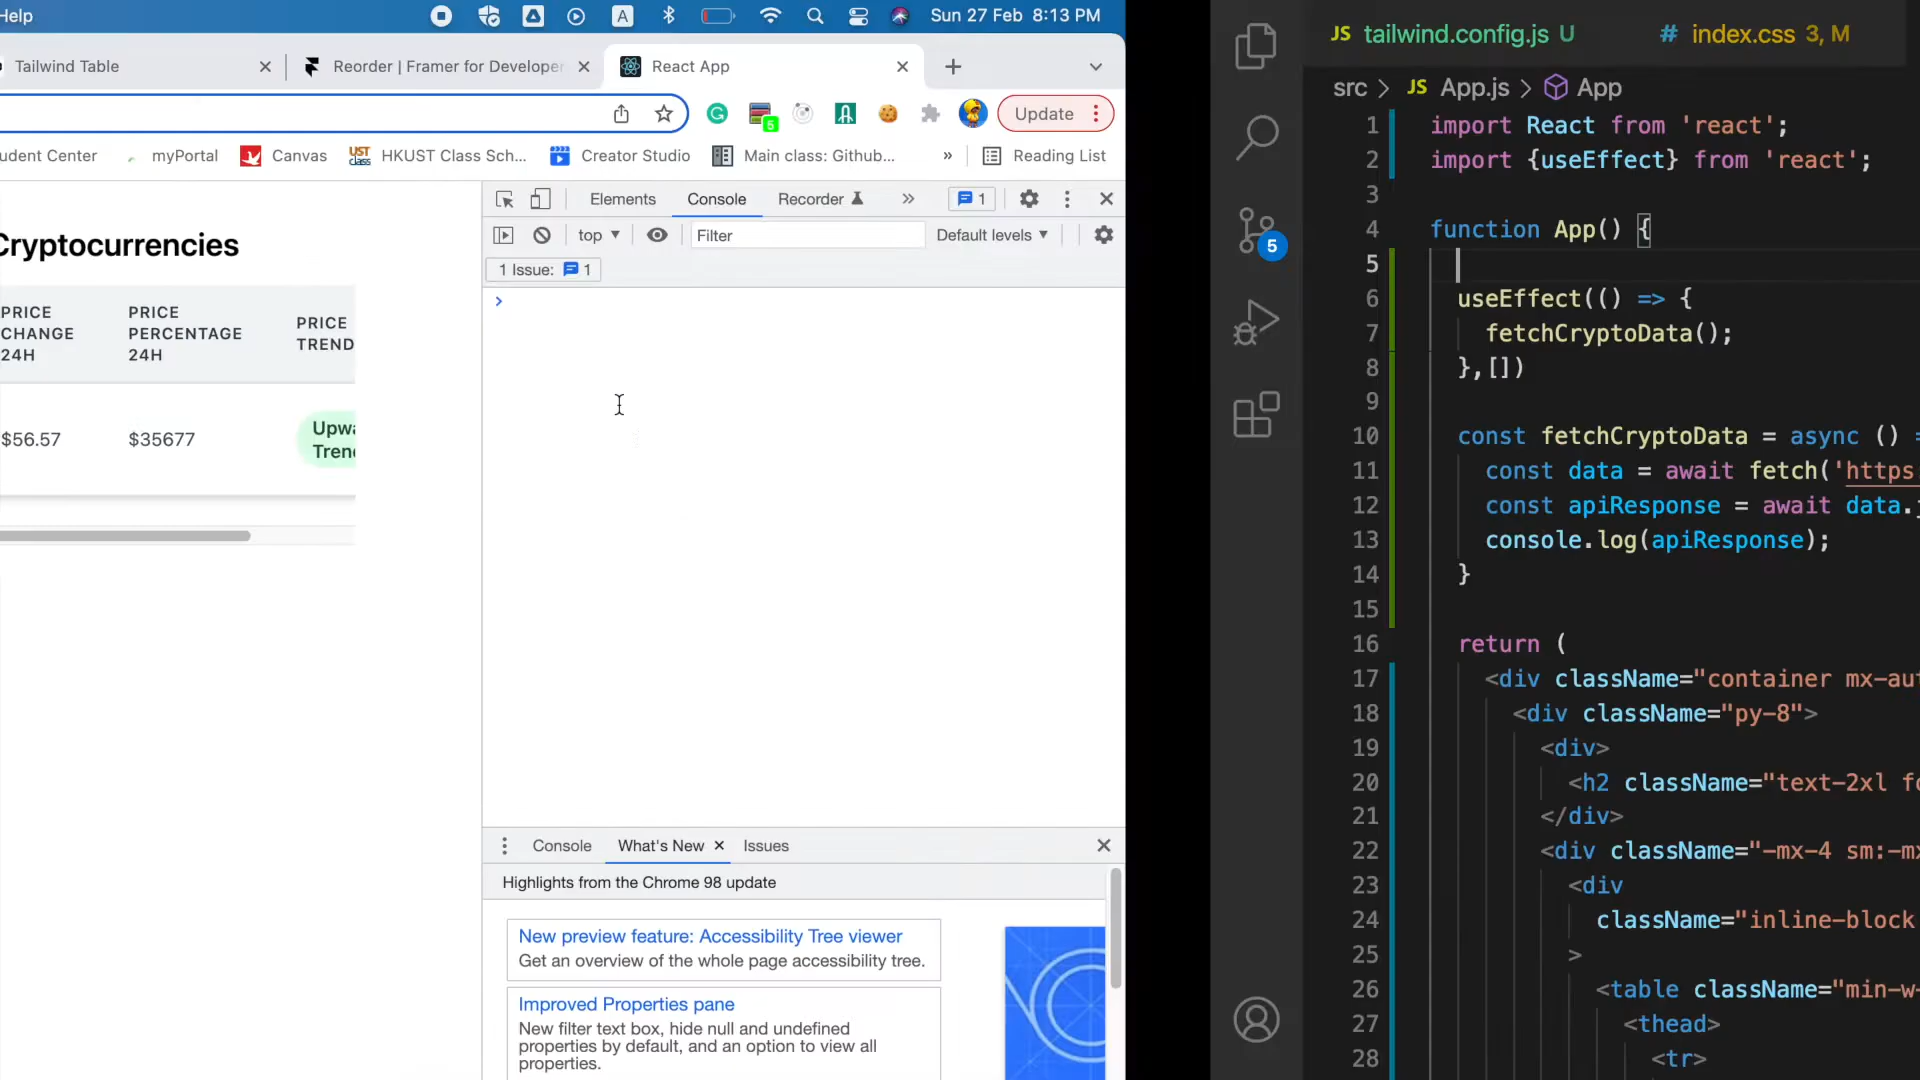 Help
Sun 27 Feb 8:13 PM
Tailwind Table
Reorder | Framer for Developer
React App
5
Update
udent Center
myPortal
Canvas
UST class
HKUST Class Sch...
Creator Studio
Main class: Github...
»
Reading List
Cryptocurrencies
PRICE CHANGE 24H
PRICE PERCENTAGE 24H
PRICE TREND
$56.57
$35677
Upwa
Trend
Elements
Console
Recorder
»
1
top
Filter
Default levels
1 Issue:
1
>
Console
What's New
Issues
Highlights from the Chrome 98 update
New preview feature: Accessibility Tree viewer
Get an overview of the whole page accessibility tree.
Improved Properties pane
New filter text box, hide null and undefined
properties by default, and an option to view all
properties.
5
JS tailwind.config.js U
# index.css 3, M
src > JS App.js > App
1 import React from 'react';
2 import {useEffect} from 'react';
3
4 function App() {
5
6 useEffect(() => {
7 fetchCryptoData();
8 },[])
9
10 const fetchCryptoData = async () =
11 const data = await fetch('https
12 const apiResponse = await data.
13 console.log(apiResponse);
14 }
15
16 return (
17 <div className="container mx-au
18 <div className="py-8">
19 <div>
20 <h2 className="text-2xl fo
21 </div>
22 <div className="-mx-4 sm:-mx
23 <div
24 className="inline-block
25 >
26 <table className="min-w-
27 <thead>
28 <tr>